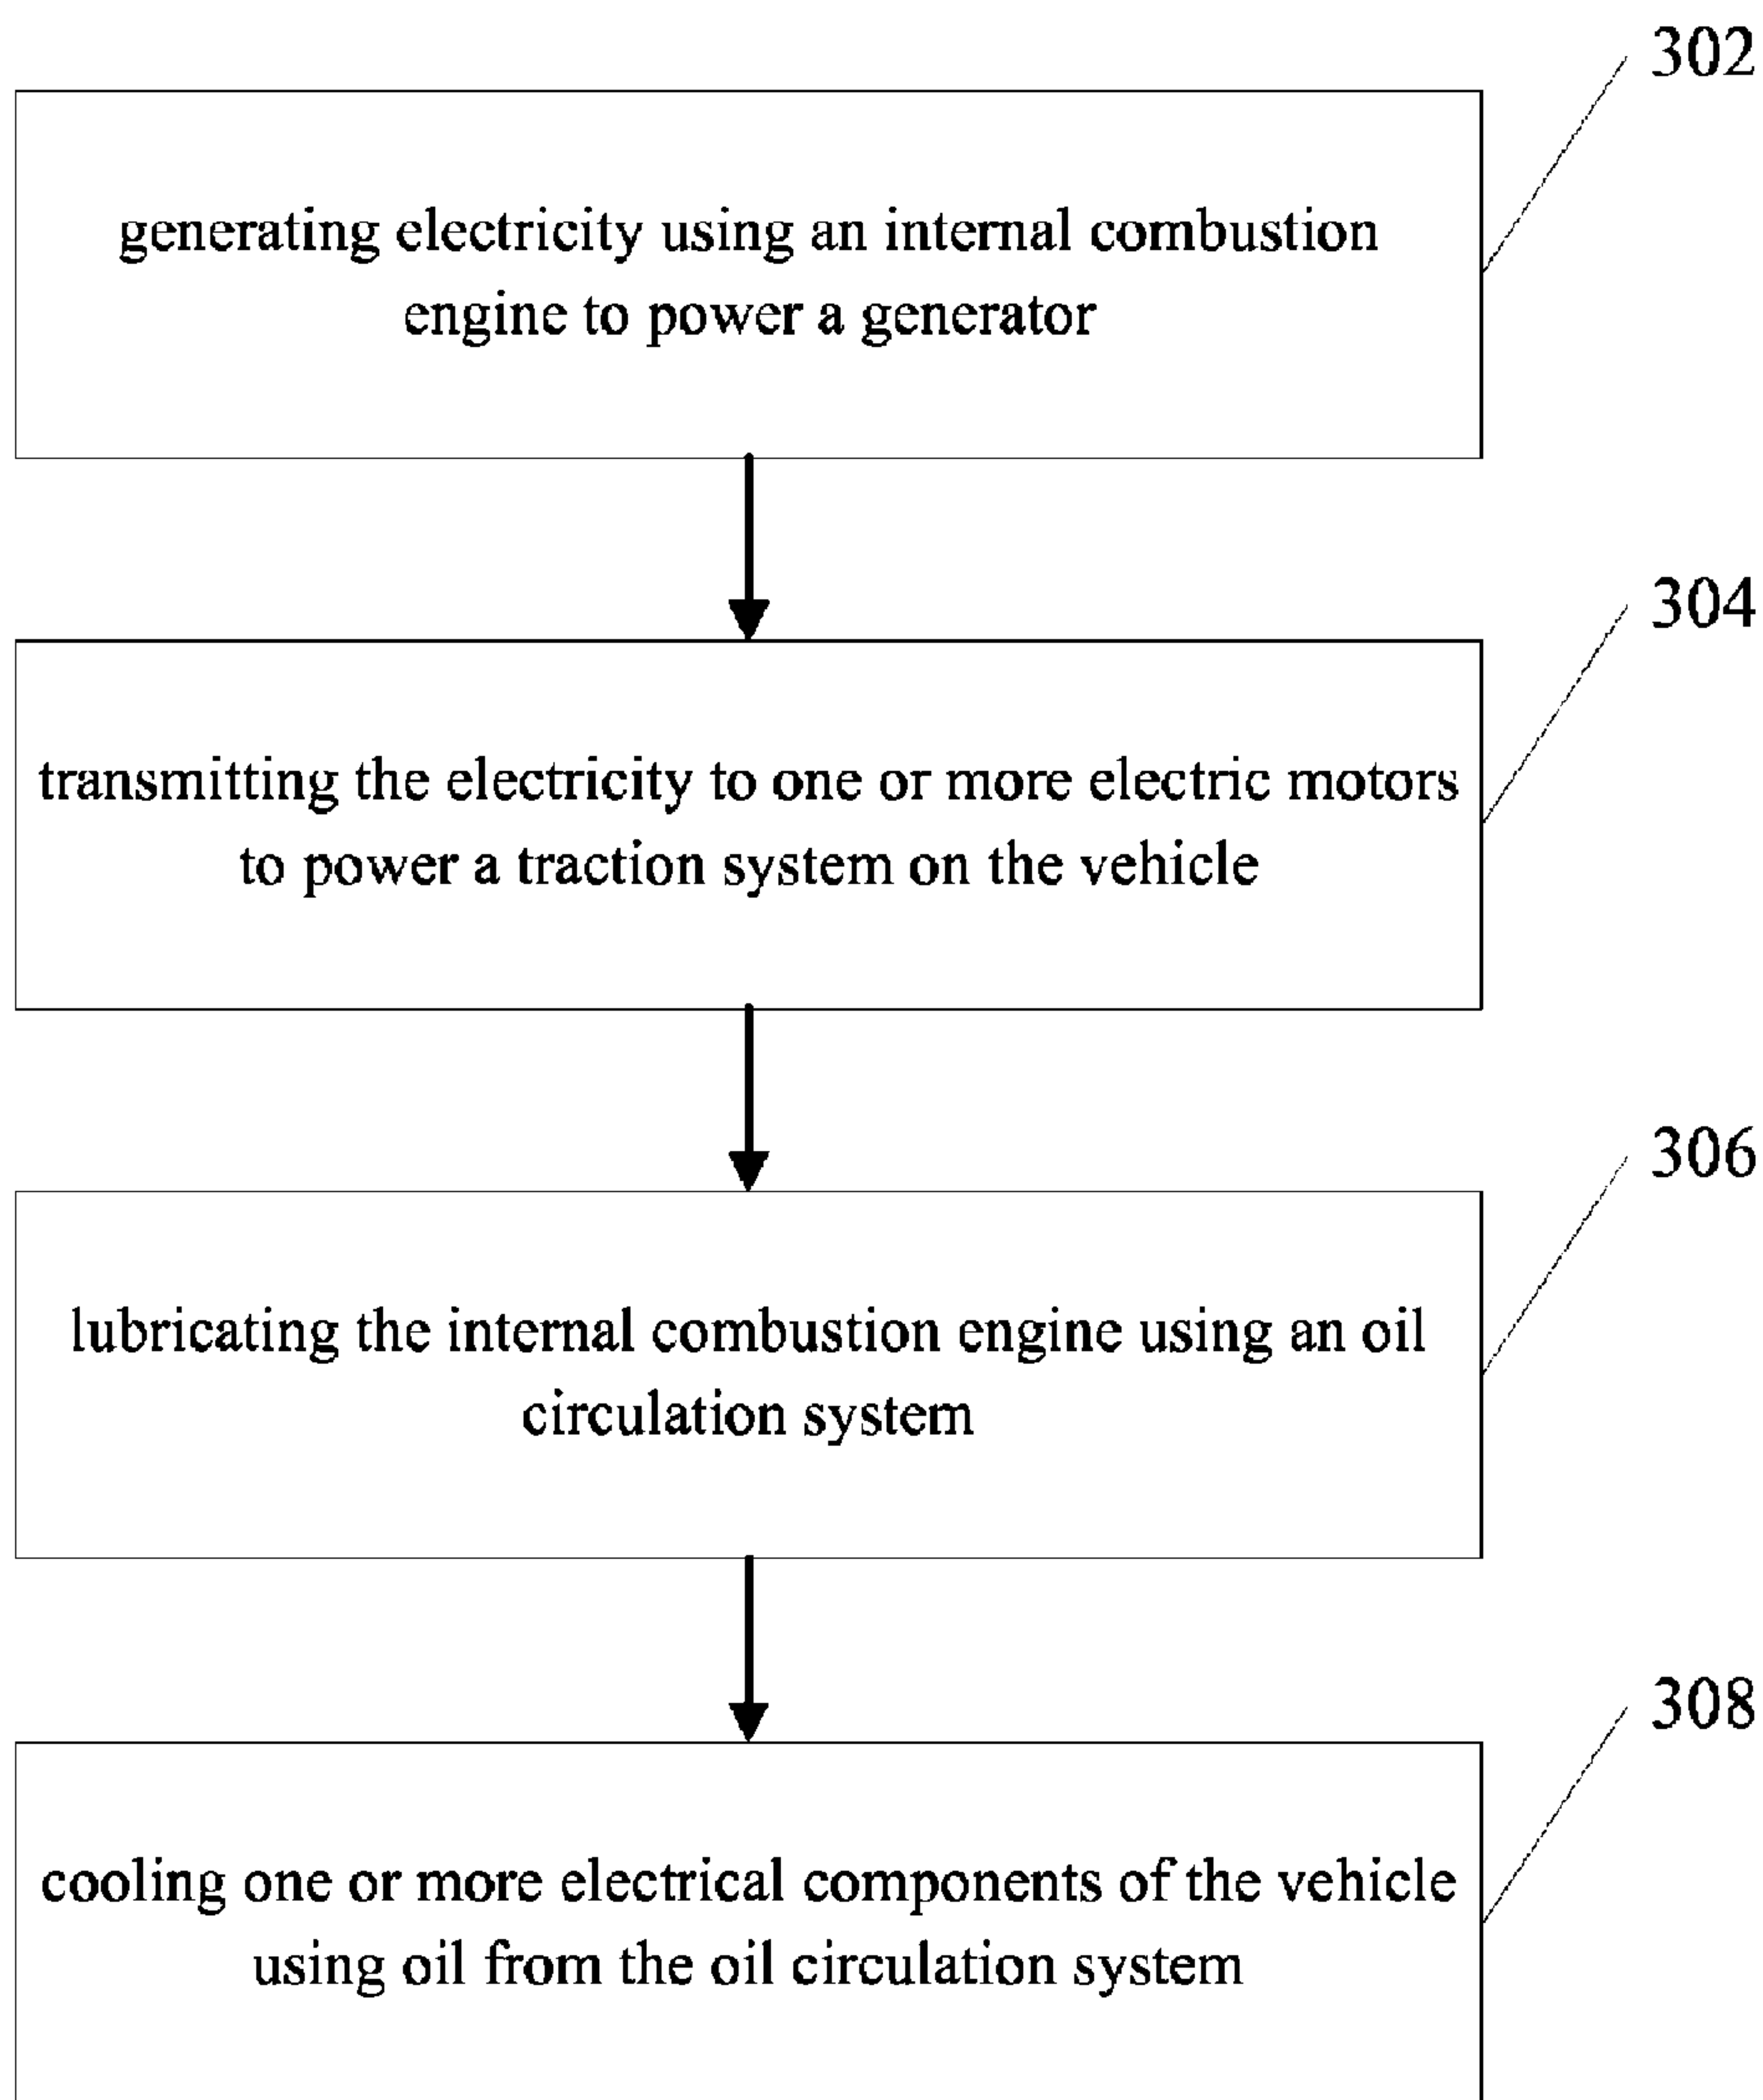 302
generating electricity using an internal combustion
engine to power a generator
304
transmitting the electricity to one or more electric motors
to power a traction system on the vehicle
306
lubricating the internal combustion engine using an oil
circulation system
308
cooling one or more electrical components of the vehicle
using oil from the oil circulation system